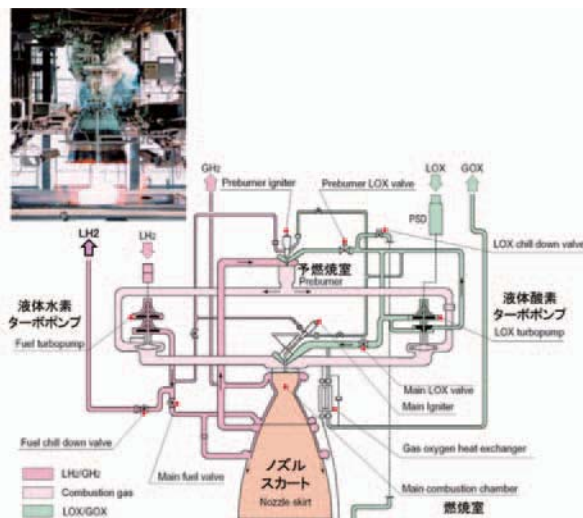 GH2
LOX
GOX
Preburner igniter
Preburner LOX valve
PSD
LH2
LH2
LOX chill down valve
予燃焼室
Preburner
液体水素
ターボポンプ
Fuel turbopump
液体酸素
ターボポンプ
LOX turbopump
Main LOX valve
Main Igniter
Fuel chill down valve
Main fuel valve
Gas oxygen heat exchanger
ノズル
スカート
Nozzle skirt
Main combustion chamber
燃焼室
LH2/GH2
Combustion gas
LOX/GOX